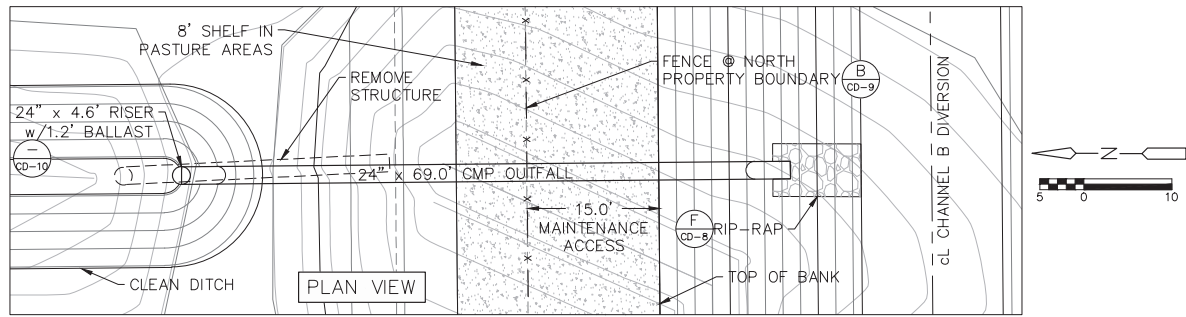 8' SHELF IN
PASTURE AREAS
REMOVE
STRUCTURE
FENCE @ NORTH
PROPERTY BOUNDARY
B
CD-9
24" x 4.6' RISER
w/1.2' BALLAST
–
CD-10
24" x 69.0' CMP OUTFALL
15.0'
MAINTENANCE
ACCESS
F
CD-8
RIP-RAP
CLEAN DITCH
PLAN VIEW
TOP OF BANK
cL CHANNEL B DIVERSION
N
5 0 10